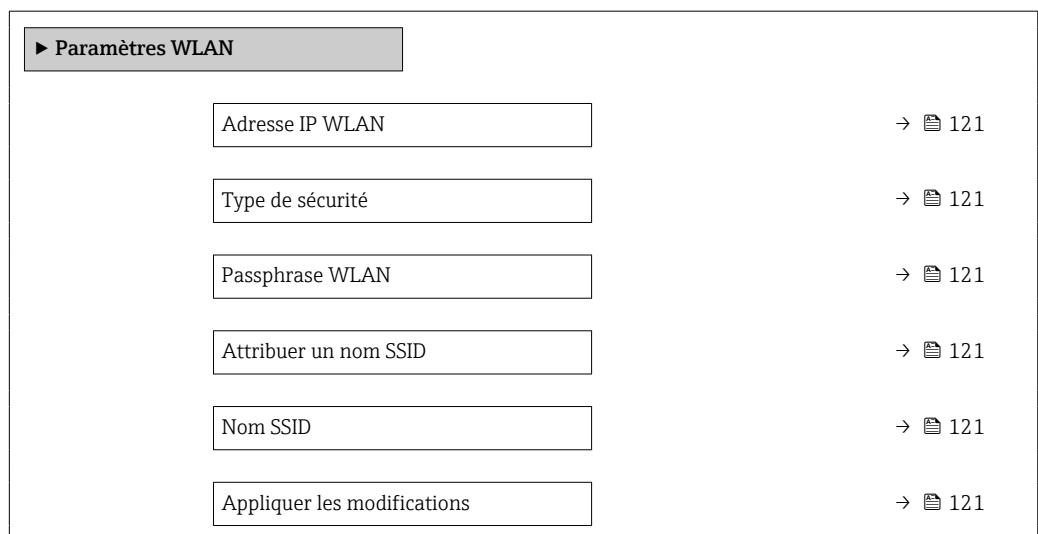 ▶ Paramètres WLAN
Adresse IP WLAN → 121
Type de sécurité → 121
Passphrase WLAN → 121
Attribuer un nom SSID → 121
Nom SSID → 121
Appliquer les modifications → 121